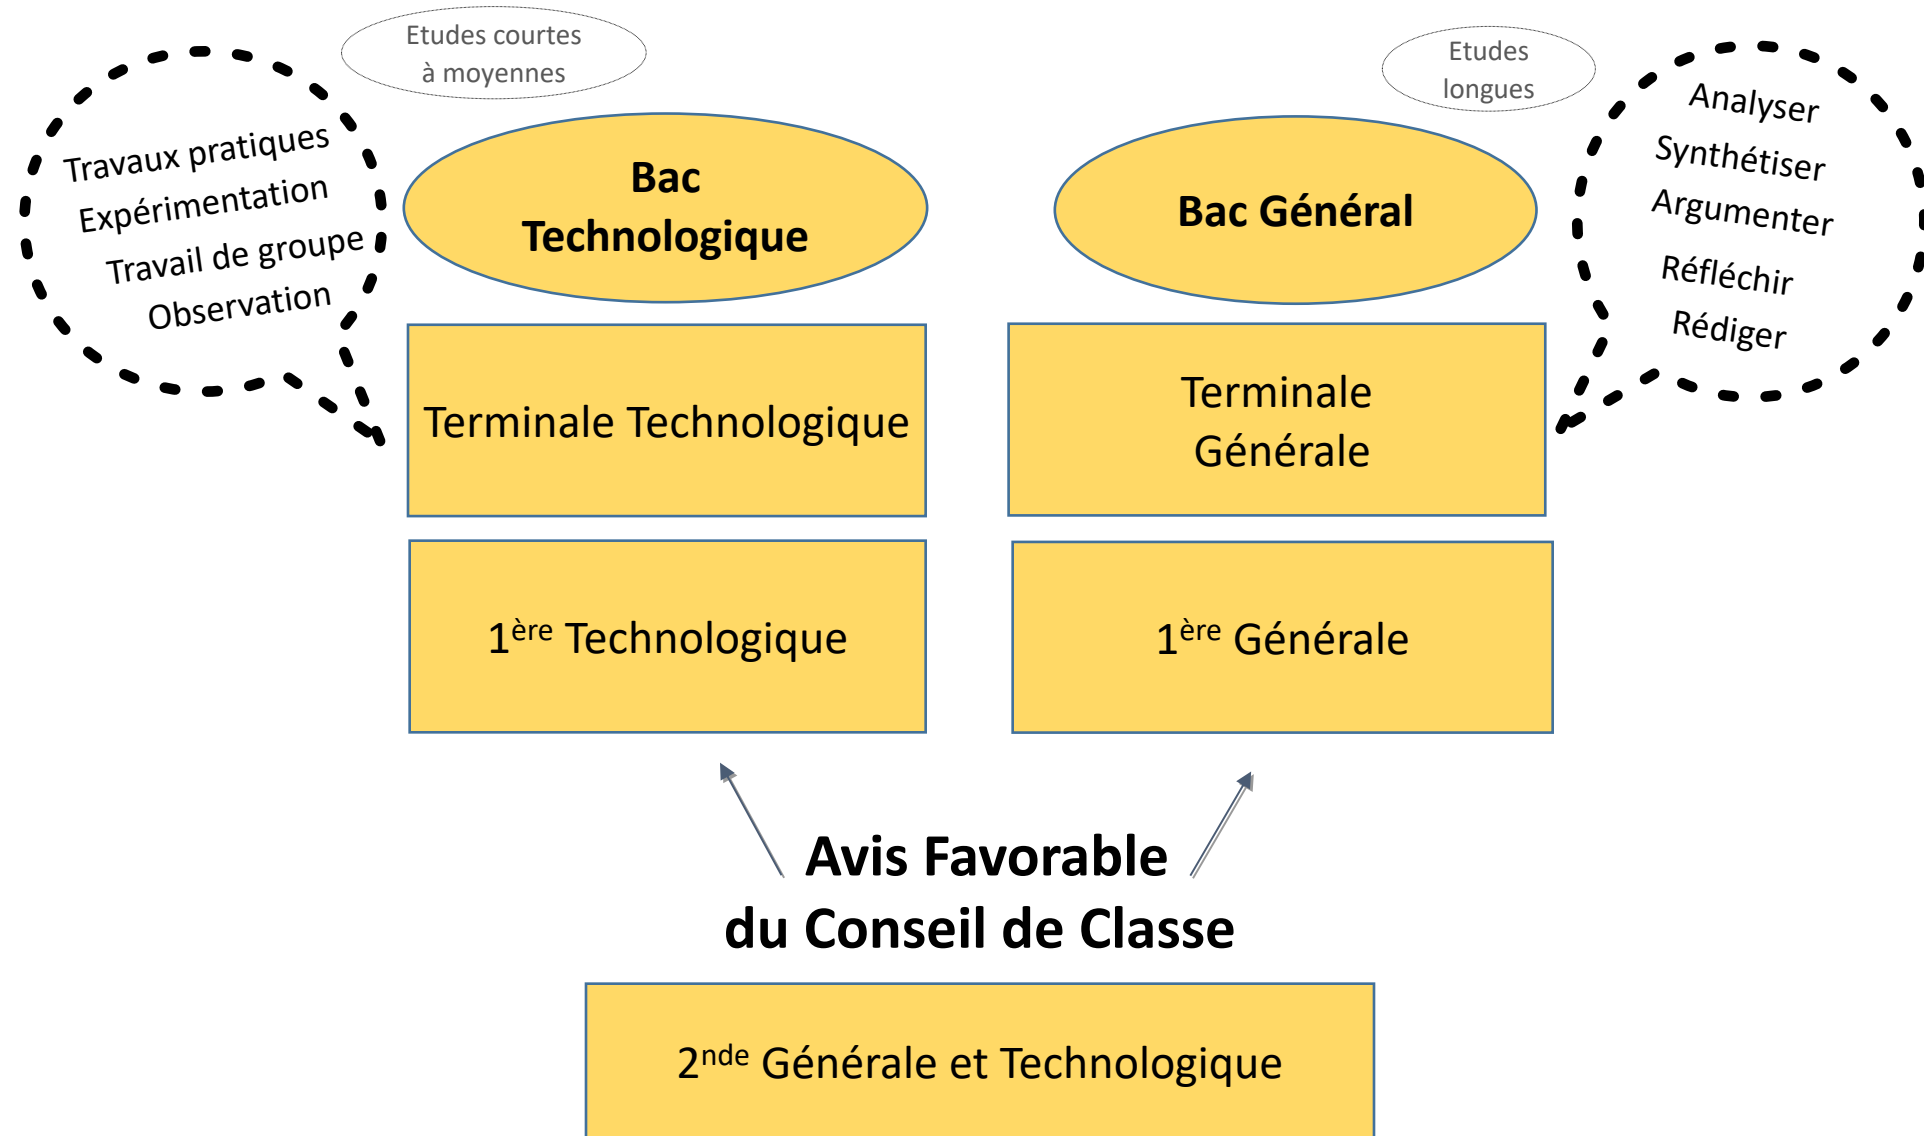 Etudes courtes
à moyennes
Etudes
longues
Travaux pratiques
Expérimentation
Travail de groupe
Observation
Bac
Technologique
Bac Général
Analyser
Synthétiser
Argumenter
Réfléchir
Rédiger
Terminale Technologique
Terminale
Générale
1ère Technologique
1ère Générale
Avis Favorable
du Conseil de Classe
2nde Générale et Technologique